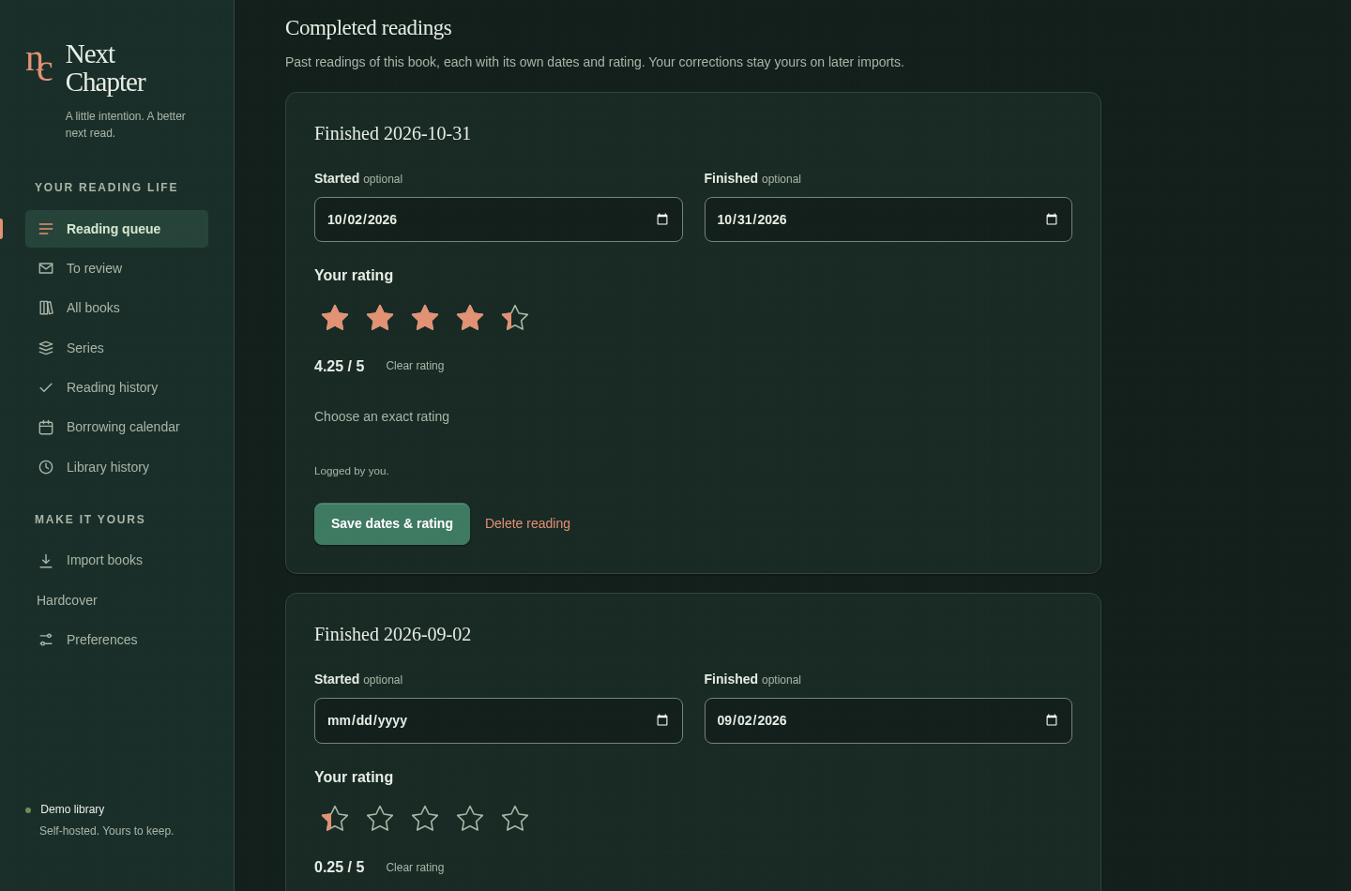 nc
Next
Chapter
A little intention. A better
next read.
YOUR READING LIFE
Reading queue
To review
All books
Series
Reading history
Borrowing calendar
Library history
MAKE IT YOURS
Import books
Hardcover
Preferences
Demo library
Self-hosted. Yours to keep.
Completed readings
Past readings of this book, each with its own dates and rating. Your corrections stay yours on later imports.
Finished 2026-10-31
Started optional
Finished optional
10/02/2026
10/31/2026
Your rating
4.25 / 5
Clear rating
Choose an exact rating
Logged by you.
Save dates & rating
Delete reading
Finished 2026-09-02
Started optional
Finished optional
mm/dd/yyyy
09/02/2026
Your rating
0.25 / 5
Clear rating